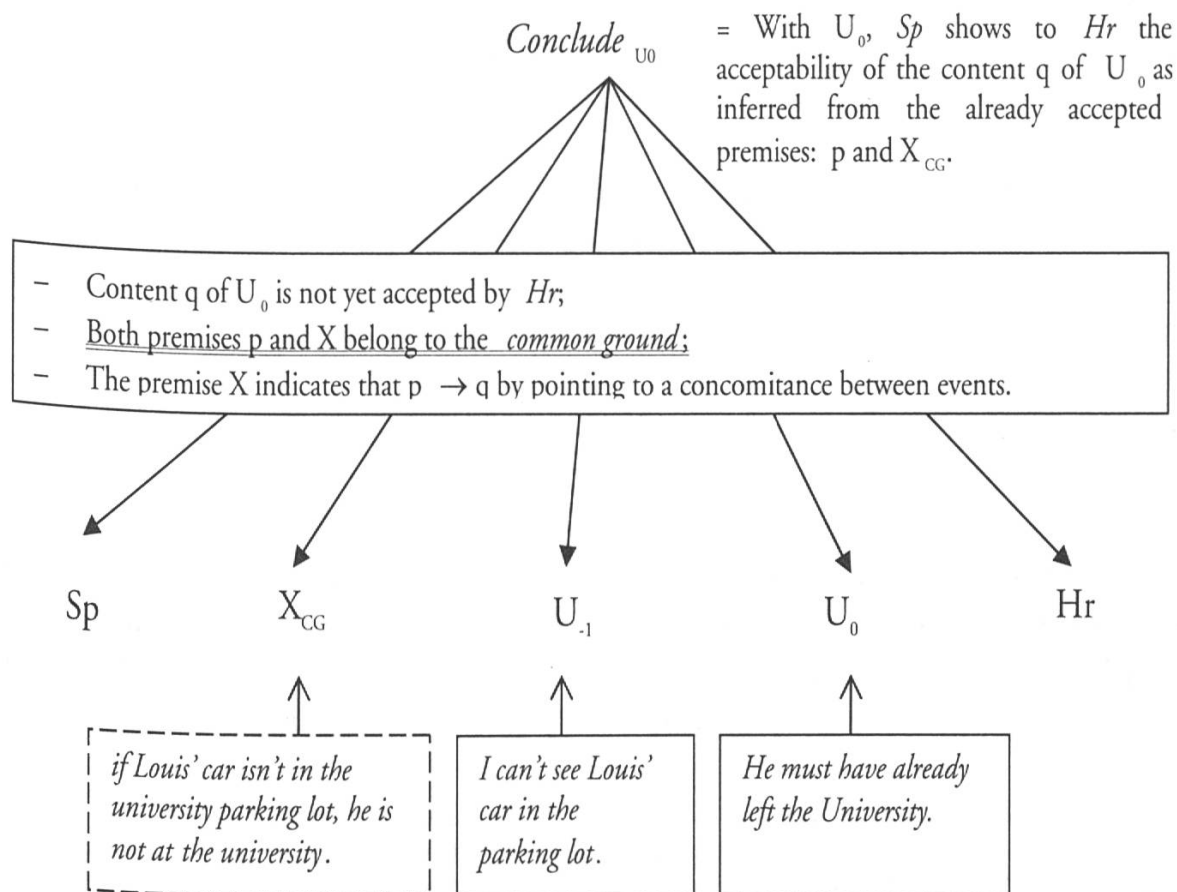 Conclude U0
= With U0, Sp shows to Hr the
acceptability of the content q of U0 as
inferred from the already accepted
premises: p and XCG.
– Content q of U0 is not yet accepted by Hr;
– Both premises p and X belong to the common ground;
– The premise X indicates that p → q by pointing to a concomitance between events.
Sp XCG U-1 U0 Hr
if Louis' car isn't in the
university parking lot, he is
not at the university.
I can't see Louis'
car in the
parking lot.
He must have already
left the University.